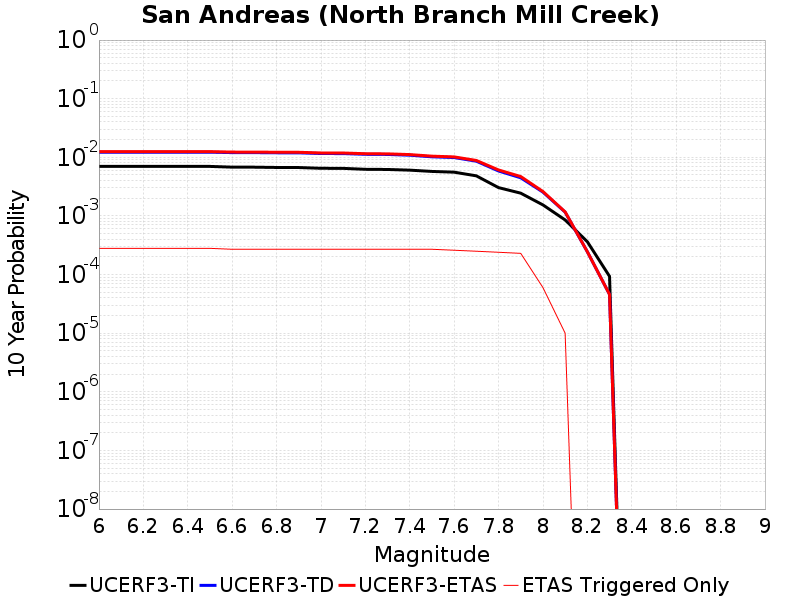 San Andreas (North Branch Mill Creek)
10^0
10^-1
10^-2
10^-3
10^-4
10^-5
10^-6
10^-7
10^-8
10 Year Probability
6 6.2 6.4 6.6 6.8 7 7.2 7.4 7.6 7.8 8 8.2 8.4 8.6 8.8 9
Magnitude
UCERF3-TI UCERF3-TD UCERF3-ETAS ETAS Triggered Only